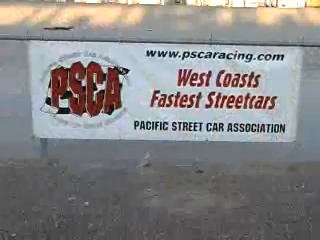 www.pscaracing.com
PSCA
West Coasts
Fastest Streetcars
PACIFIC STREET CAR ASSOCIATION